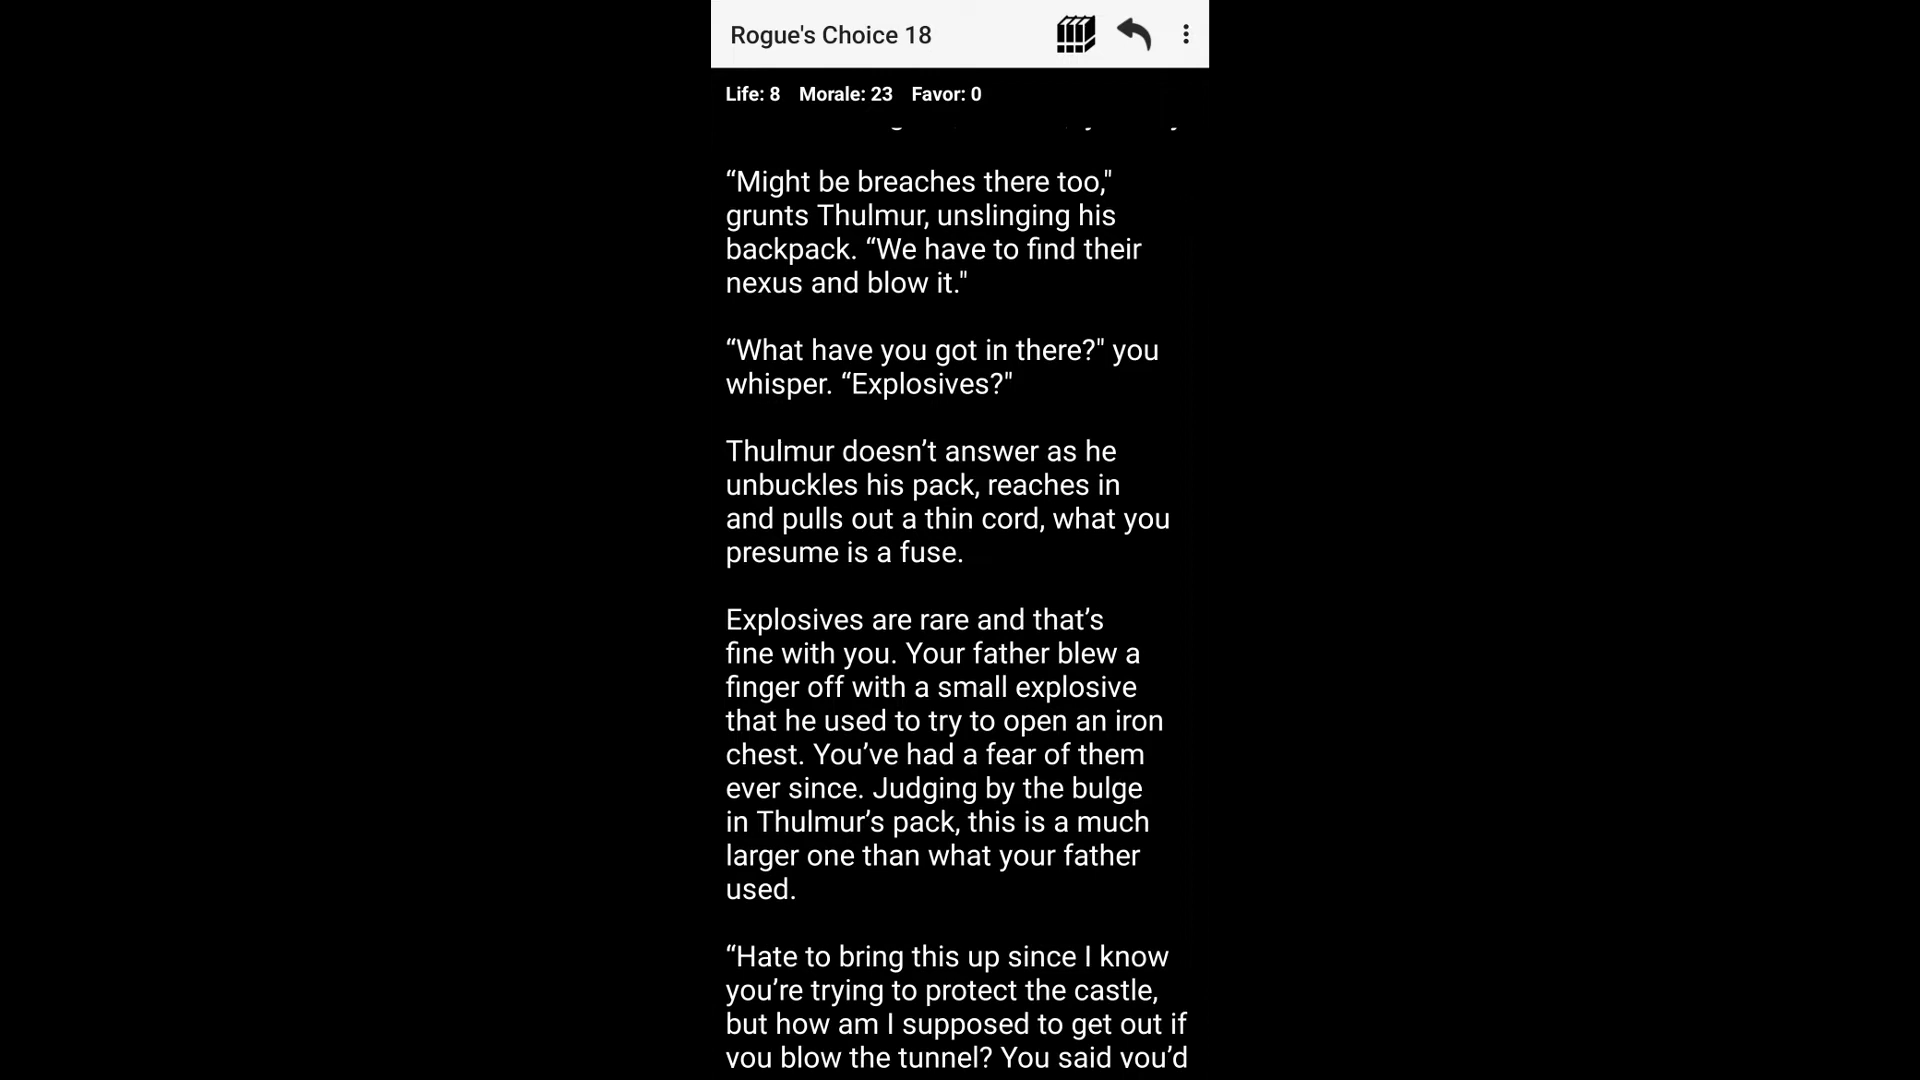 Rogue's Choice 18
Life: 8 Morale: 23 Favor: 0
“Might be breaches there too,"
grunts Thulmur, unslinging his
backpack. “We have to find their
nexus and blow it."
“What have you got in there?" you
whisper. “Explosives?"
Thulmur doesn’t answer as he
unbuckles his pack, reaches in
and pulls out a thin cord, what you
presume is a fuse.
Explosives are rare and that’s
fine with you. Your father blew a
finger off with a small explosive
that he used to try to open an iron
chest. You’ve had a fear of them
ever since. Judging by the bulge
in Thulmur’s pack, this is a much
larger one than what your father
used.
“Hate to bring this up since I know
you’re trying to protect the castle,
but how am I supposed to get out if
you blow the tunnel? You said you’d